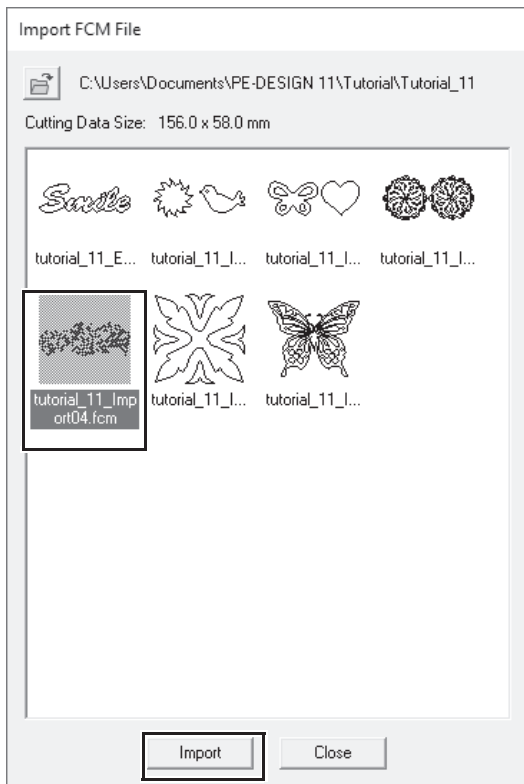 Import FCM File
C:\Users\Documents\PE-DESIGN 11\Tutorial\Tutorial_11
Cutting Data Size: 156.0 x 58.0 mm
Smile
tutorial_11_E... tutorial_11_I... tutorial_11_I... tutorial_11_I...
tutorial_11_Imp
ort04.fcm
tutorial_11_I... tutorial_11_I...
Import Close